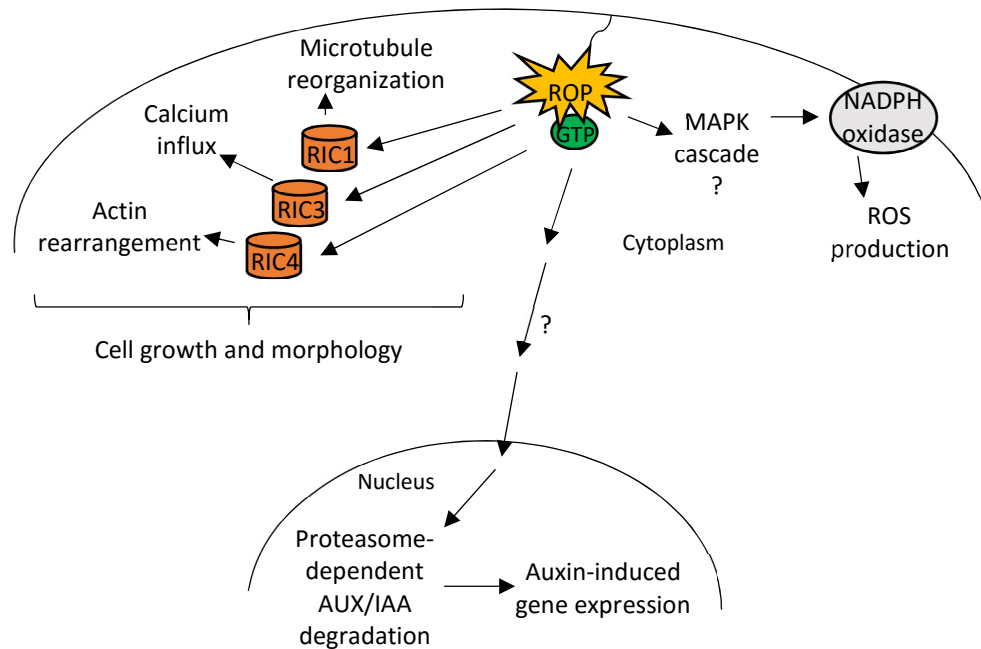 Microtubule
reorganization
Calcium
influx
RIC1
RIC3
Actin
rearrangement
RIC4
Cell growth and morphology
ROP
GTP
MAPK
cascade
?
NADPH
oxidase
ROS
production
Cytoplasm
?
Nucleus
Proteasome-
dependent
AUX/IAA
degradation
Auxin-induced
gene expression